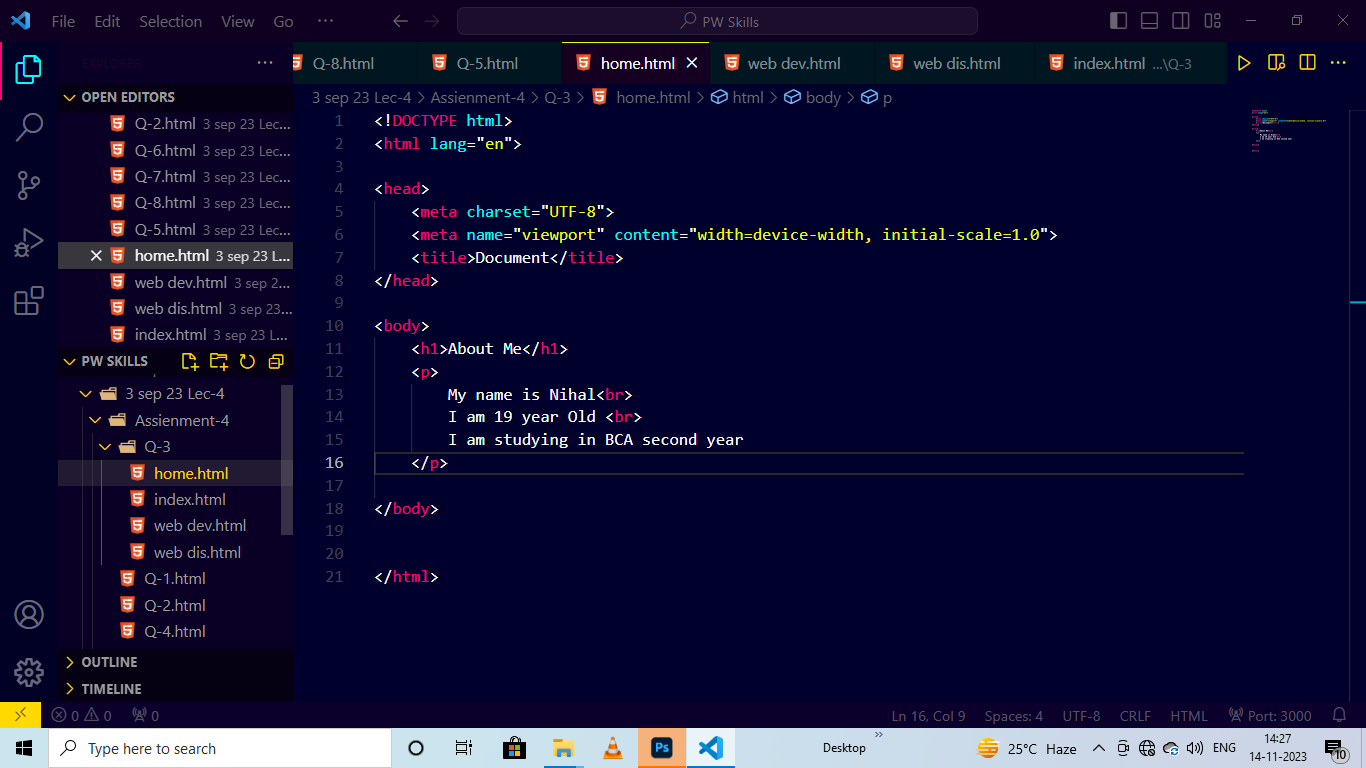 File Edit Selection View Go ··· PW Skills
EXPLORER ···
Q-8.html Q-5.html home.html web dev.html web dis.html index.html ...\Q-3
OPEN EDITORS
Q-2.html 3 sep 23 Lec...
Q-6.html 3 sep 23 Lec...
Q-7.html 3 sep 23 Lec...
Q-8.html 3 sep 23 Lec...
Q-5.html 3 sep 23 Lec...
home.html 3 sep 23 L...
web dev.html 3 sep 2...
web dis.html 3 sep 23...
index.html 3 sep 23 L...
PW SKILLS
3 sep 23 Lec-4
Assienment-4
Q-3
home.html
index.html
web dev.html
web dis.html
Q-1.html
Q-2.html
Q-4.html
OUTLINE
TIMELINE
3 sep 23 Lec-4 > Assienment-4 > Q-3 > home.html > html > body > p
1 <!DOCTYPE html>
2 <html lang="en">
3
4 <head>
5 <meta charset="UTF-8">
6 <meta name="viewport" content="width=device-width, initial-scale=1.0">
7 <title>Document</title>
8 </head>
9
10 <body>
11 <h1>About Me</h1>
12 <p>
13 My name is Nihal<br>
14 I am 19 year Old <br>
15 I am studying in BCA second year
16 </p>
17
18 </body>
19
20
21 </html>
0 0 0 Ln 16, Col 9 Spaces: 4 UTF-8 CRLF HTML Port: 3000
Type here to search Ps Desktop » 25°C Haze ENG 14:27
14-11-2023 10